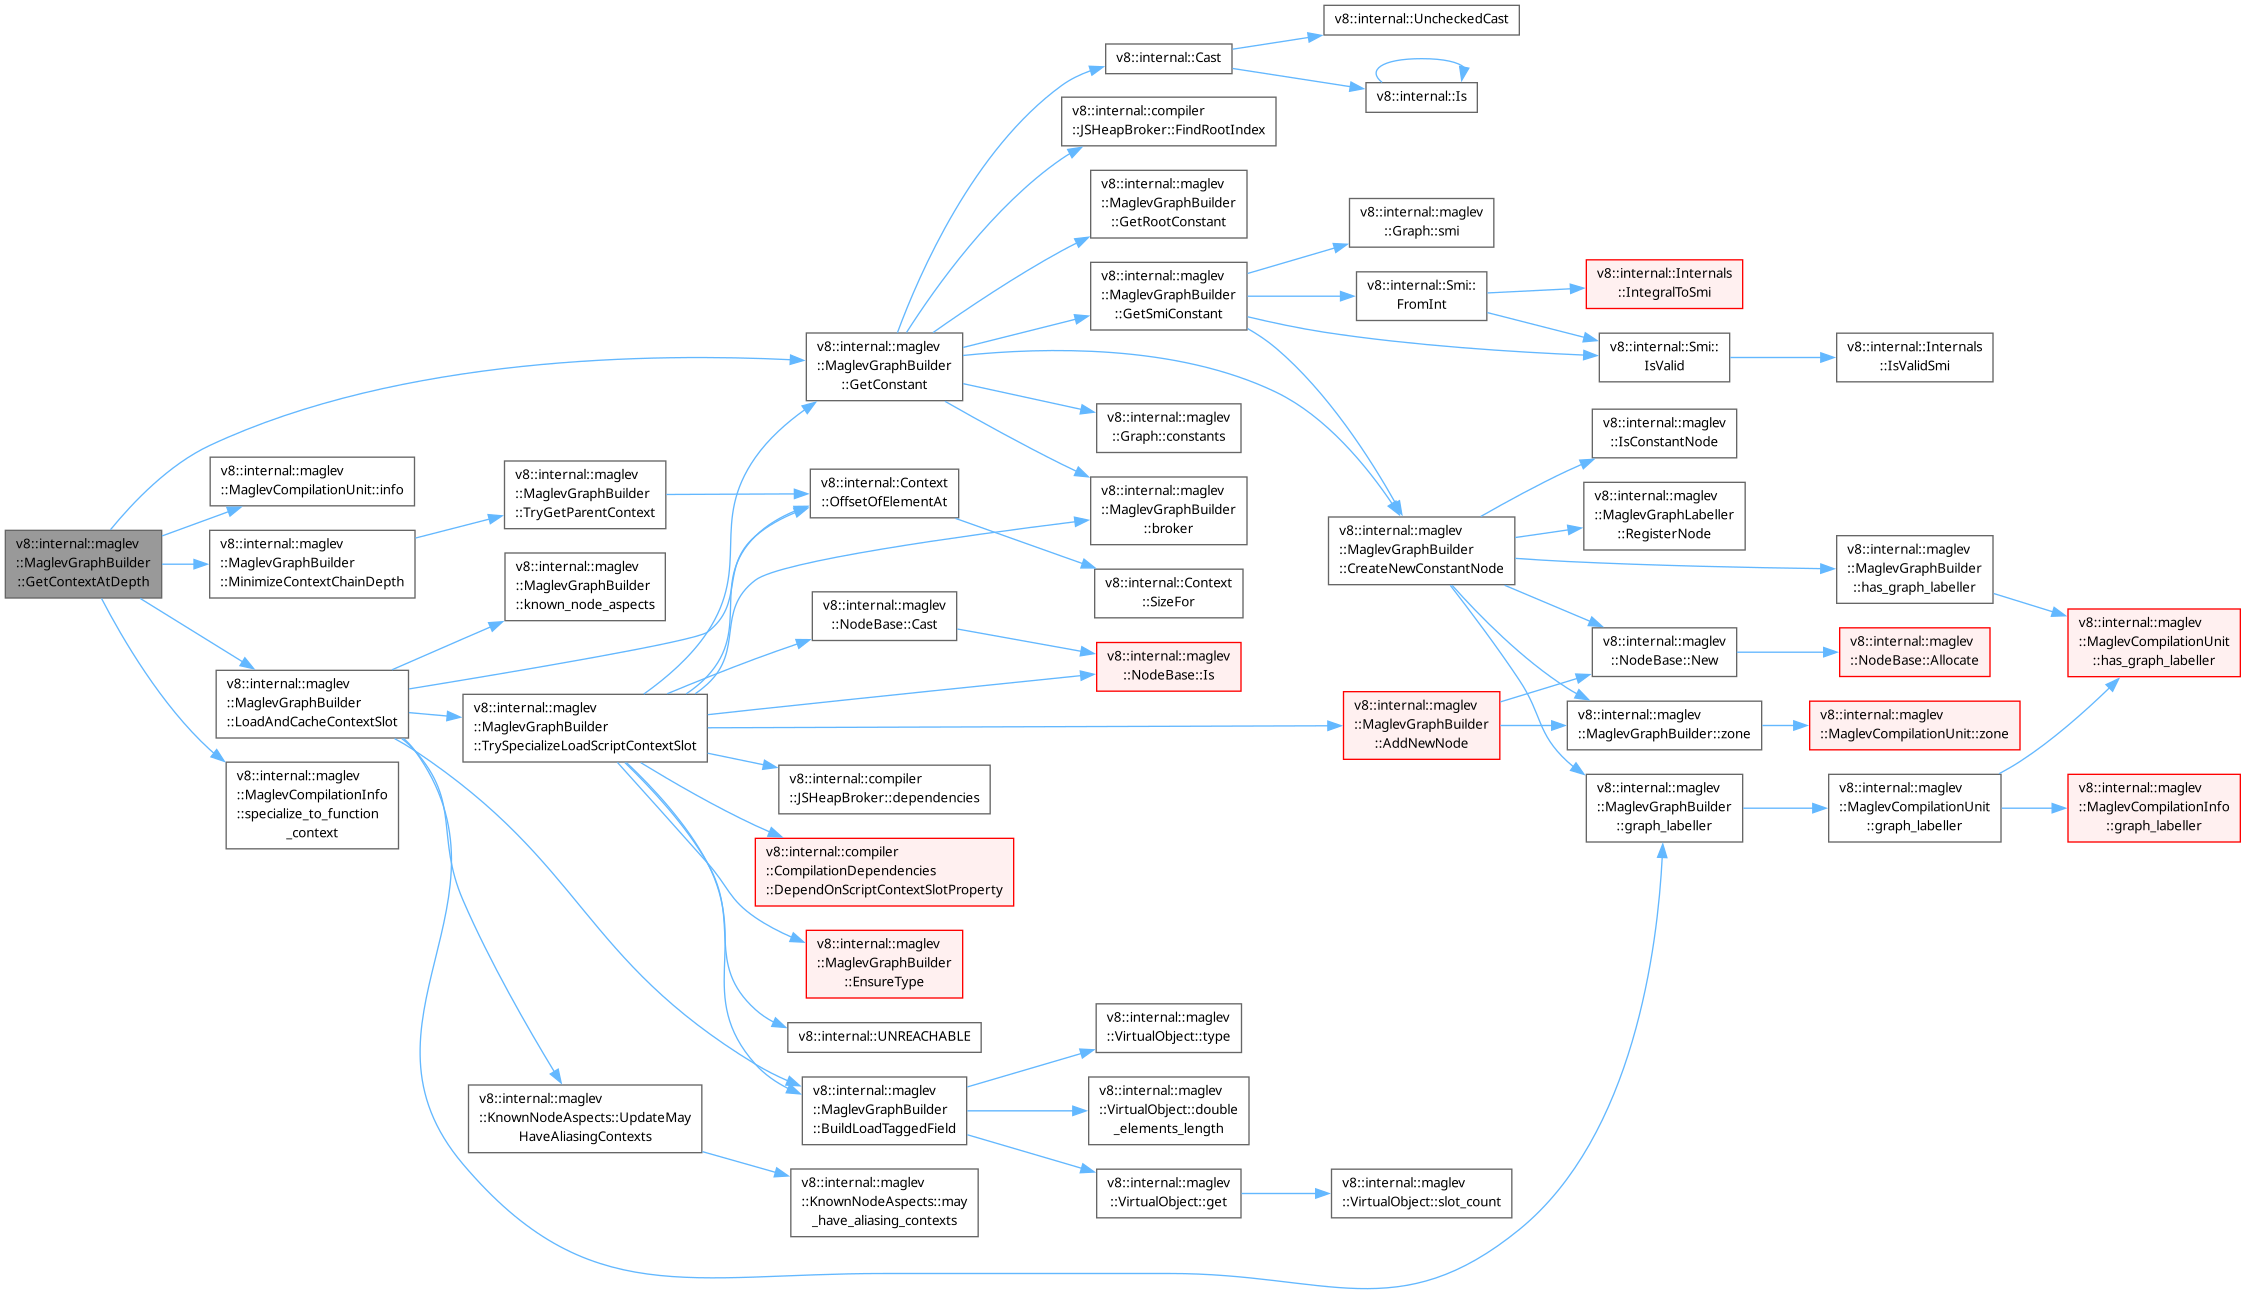 v8::internal::maglev
::MaglevGraphBuilder
::GetContextAtDepth
v8::internal::maglev
::MaglevCompilationUnit::info
v8::internal::maglev
::MaglevGraphBuilder
::MinimizeContextChainDepth
v8::internal::maglev
::MaglevGraphBuilder
::LoadAndCacheContextSlot
v8::internal::maglev
::MaglevCompilationInfo
::specialize_to_function
_context
v8::internal::maglev
::MaglevGraphBuilder
::TryGetParentContext
v8::internal::maglev
::MaglevGraphBuilder
::known_node_aspects
v8::internal::maglev
::MaglevGraphBuilder
::TrySpecializeLoadScriptContextSlot
v8::internal::maglev
::KnownNodeAspects::UpdateMay
HaveAliasingContexts
v8::internal::maglev
::MaglevGraphBuilder
::GetConstant
v8::internal::Context
::OffsetOfElementAt
v8::internal::maglev
::NodeBase::Cast
v8::internal::compiler
::JSHeapBroker::dependencies
v8::internal::compiler
::CompilationDependencies
::DependOnScriptContextSlotProperty
v8::internal::maglev
::MaglevGraphBuilder
::EnsureType
v8::internal::UNREACHABLE
v8::internal::maglev
::MaglevGraphBuilder
::BuildLoadTaggedField
v8::internal::maglev
::KnownNodeAspects::may
_have_aliasing_contexts
v8::internal::Cast
v8::internal::compiler
::JSHeapBroker::FindRootIndex
v8::internal::maglev
::MaglevGraphBuilder
::GetRootConstant
v8::internal::maglev
::MaglevGraphBuilder
::GetSmiConstant
v8::internal::maglev
::Graph::constants
v8::internal::maglev
::MaglevGraphBuilder
::broker
v8::internal::Context
::SizeFor
v8::internal::maglev
::NodeBase::Is
v8::internal::maglev
::VirtualObject::type
v8::internal::maglev
::VirtualObject::double
_elements_length
v8::internal::maglev
::VirtualObject::get
v8::internal::UncheckedCast
v8::internal::Is
v8::internal::maglev
::Graph::smi
v8::internal::Smi::
FromInt
v8::internal::maglev
::MaglevGraphBuilder
::CreateNewConstantNode
v8::internal::maglev
::MaglevGraphBuilder
::AddNewNode
v8::internal::maglev
::VirtualObject::slot_count
v8::internal::Internals
::IntegralToSmi
v8::internal::Smi::
IsValid
v8::internal::maglev
::IsConstantNode
v8::internal::maglev
::MaglevGraphLabeller
::RegisterNode
v8::internal::maglev
::NodeBase::New
v8::internal::maglev
::MaglevGraphBuilder::zone
v8::internal::maglev
::MaglevGraphBuilder
::graph_labeller
v8::internal::Internals
::IsValidSmi
v8::internal::maglev
::MaglevGraphBuilder
::has_graph_labeller
v8::internal::maglev
::NodeBase::Allocate
v8::internal::maglev
::MaglevCompilationUnit::zone
v8::internal::maglev
::MaglevCompilationUnit
::graph_labeller
v8::internal::maglev
::MaglevCompilationUnit
::has_graph_labeller
v8::internal::maglev
::MaglevCompilationInfo
::graph_labeller